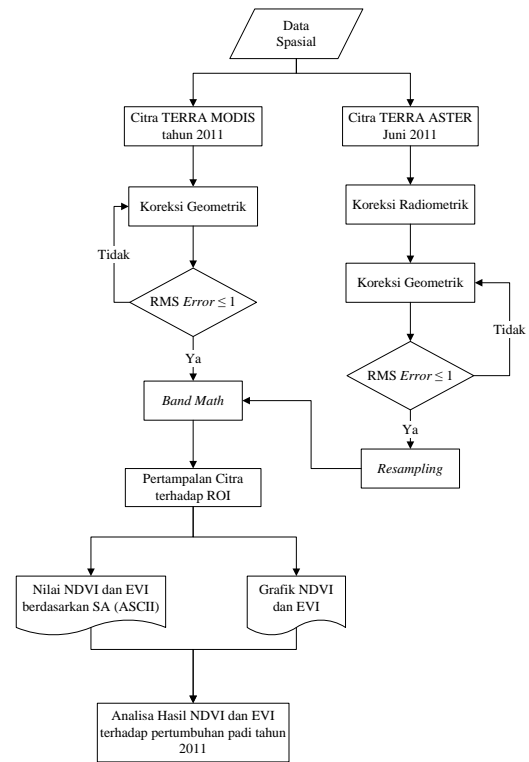 Data
Spasial
Citra TERRA MODIS
tahun 2011
Citra TERRA ASTER
Juni 2011
Koreksi Geometrik
Koreksi Radiometrik
Tidak
Koreksi Geometrik
RMS Error ≤ 1
Tidak
Ya
RMS Error ≤ 1
Band Math
Ya
Resampling
Pertampalan Citra
terhadap ROI
Nilai NDVI dan EVI
berdasarkan SA (ASCII)
Grafik NDVI
dan EVI
Analisa Hasil NDVI dan EVI
terhadap pertumbuhan padi tahun
2011